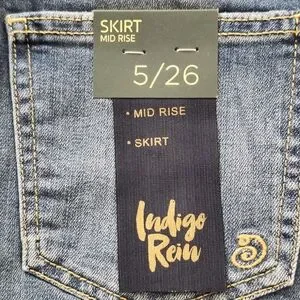 SKIRT
MID RISE
5/26
• MID RISE
• SKIRT
Indigo
Rein